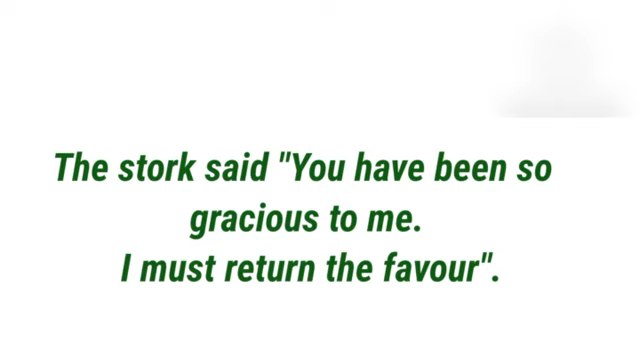 The stork said "You have been so
gracious to me.
I must return the favour".